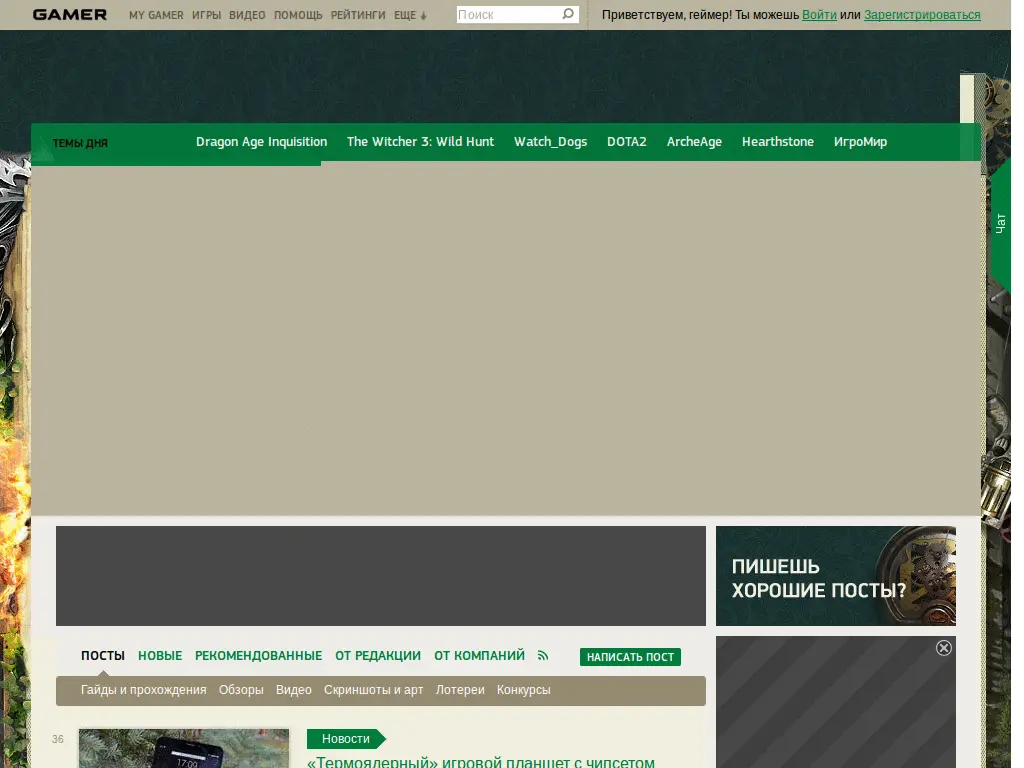 GAMER MY GAMER ИГРЫ ВИДЕО ПОМОЩЬ РЕЙТИНГИ ЕЩЕ Поиск Приветствуем, геймер! Ты можешь Войти или Зарегистрироваться
ТЕМЫ ДНЯ Dragon Age Inquisition The Witcher 3: Wild Hunt Watch_Dogs DOTA2 ArcheAge Hearthstone ИгроМир
Чат
ПИШЕШЬ
ХОРОШИЕ ПОСТЫ?
ПОСТЫ НОВЫЕ РЕКОМЕНДОВАННЫЕ ОТ РЕДАКЦИИ ОТ КОМПАНИЙ НАПИСАТЬ ПОСТ
Гайды и прохождения Обзоры Видео Скриншоты и арт Лотереи Конкурсы
36 Новости
17:00
«Термоядерный» игровой планшет с чипсетом